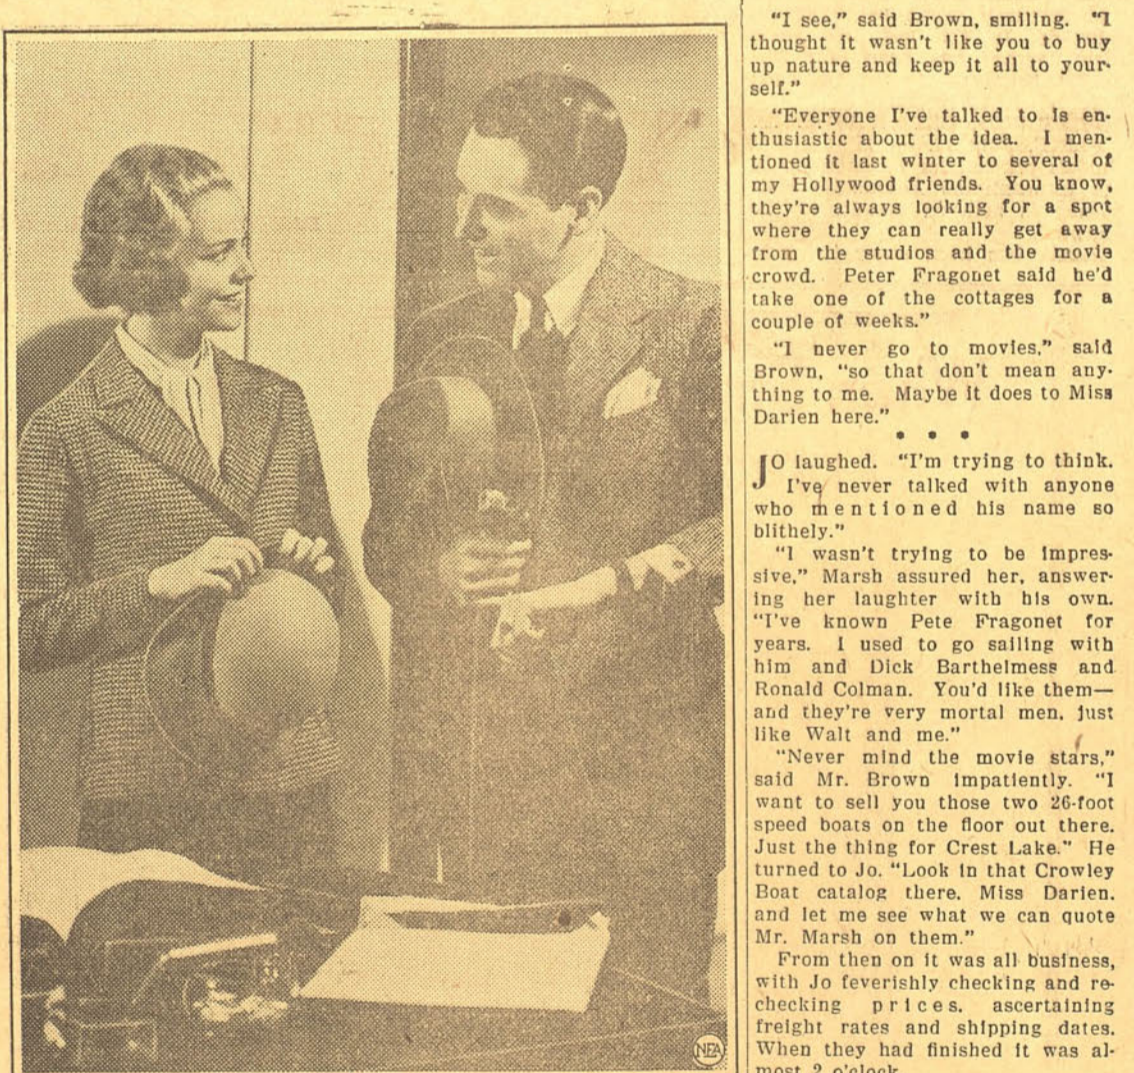 "I see," said Brown, smiling. "I
thought it wasn't like you to buy
up nature and keep it all to your-
self."
"Everyone I've talked to is en-
thusiastic about the idea. I men-
tioned it last winter to several of
my Hollywood friends. You know,
they're always looking for a spot
where they can really get away
from the studios and the movie
crowd. Peter Fragonet said he'd
take one of the cottages for a
couple of weeks."
"I never go to movies," said
Brown, "so that don't mean any-
thing to me. Maybe it does to Miss
Darien here."
• • •
JO laughed. "I'm trying to think.
I've never talked with anyone
who mentioned his name so
blithely."
"I wasn't trying to be impres-
sive," Marsh assured her, answer-
ing her laughter with his own.
"I've known Pete Fragonet for
years. I used to go sailing with
him and Dick Barthelmess and
Ronald Colman. You'd like them—
and they're very mortal men, just
like Walt and me."
"Never mind the movie stars,"
said Mr. Brown impatiently. "I
want to sell you those two 26-foot
speed boats on the floor out there.
Just the thing for Crest Lake." He
turned to Jo. "Look in that Crowley
Boat catalog there, Miss Darien,
and let me see what we can quote
Mr. Marsh on them."
From then on it was all business,
with Jo feverishly checking and re-
checking prices, ascertaining
freight rates and shipping dates.
When they had finished it was al-
most 2 o'clock
NEA